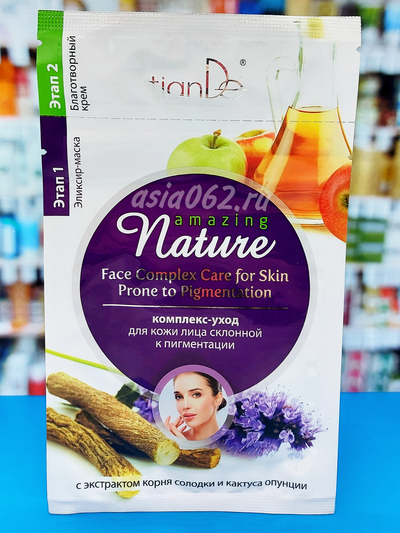 Этап 2
Благотворный
крем
Этап 1
Эликсир-маска
tianDe®
asia062.ru
amazing
Nature
Face Complex Care for Skin
Prone to Pigmentation
комплекс-уход
для кожи лица склонной
к пигментации
с экстрактом корня солодки и кактуса опунции